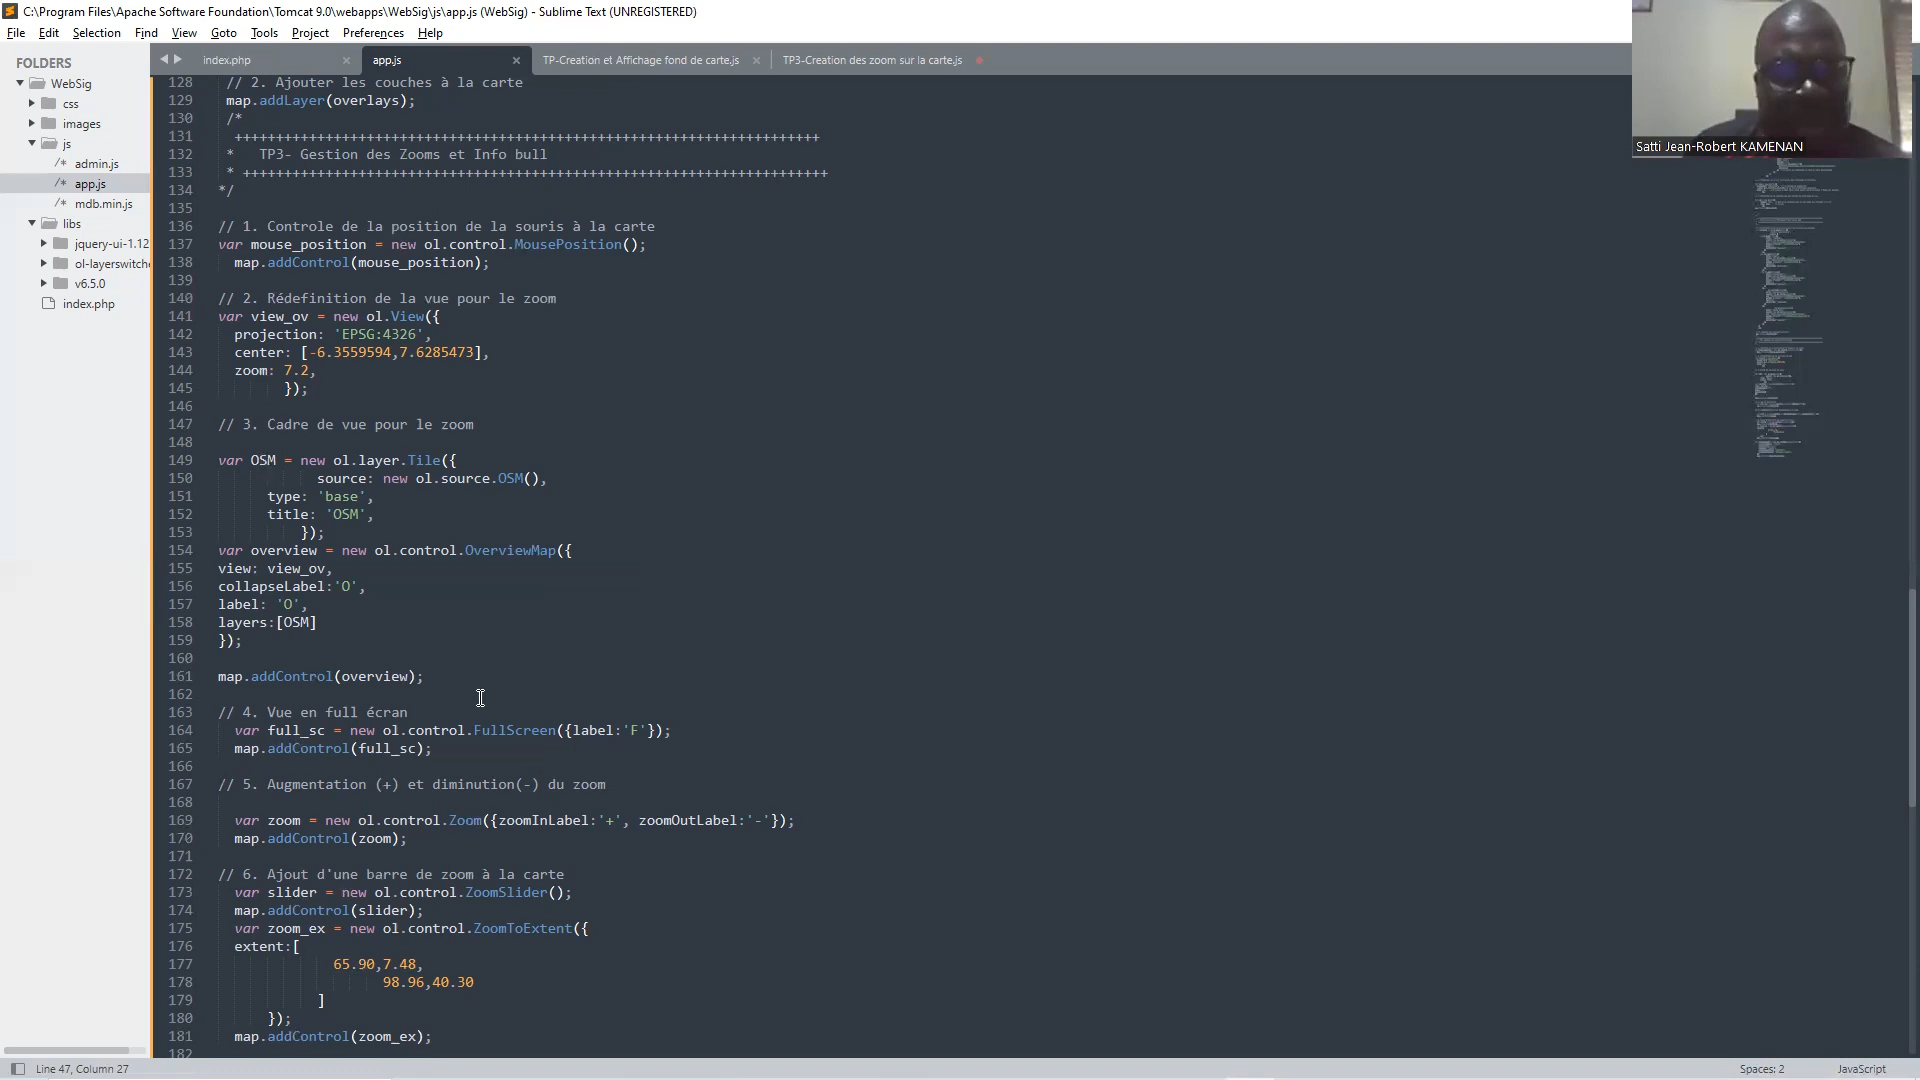 C:\Program Files\Apache Software Foundation\Tomcat 9.0\webapps\WebSig\js\app.js (WebSig) - Sublime Text (UNREGISTERED)
File Edit Selection Find View Goto Tools Project Preferences Help
FOLDERS
WebSig
css
images
js
/* admin.js
/* app.js
/* mdb.min.js
libs
jquery-ui-1.12
ol-layerswitch
v6.5.0
index.php
index.php × app.js × TP-Creation et Affichage fond de carte.js × TP3-Creation des zoom sur la carte.js
Satti Jean-Robert KAMENAN
128 // 2. Ajouter les couches à la carte
129 map.addLayer(overlays);
130 /*
131 +++++++++++++++++++++++++++++++++++++++++++++++++++++++++++++++++++++++
132 * TP3- Gestion des Zooms et Info bull
133 * +++++++++++++++++++++++++++++++++++++++++++++++++++++++++++++++++++++++
134 */
135
136 // 1. Controle de la position de la souris à la carte
137 var mouse_position = new ol.control.MousePosition();
138 map.addControl(mouse_position);
139
140 // 2. Rédefinition de la vue pour le zoom
141 var view_ov = new ol.View({
142 projection: 'EPSG:4326',
143 center: [-6.3559594,7.6285473],
144 zoom: 7.2,
145 });
146
147 // 3. Cadre de vue pour le zoom
148
149 var OSM = new ol.layer.Tile({
150 source: new ol.source.OSM(),
151 type: 'base',
152 title: 'OSM',
153 });
154 var overview = new ol.control.OverviewMap({
155 view: view_ov,
156 collapseLabel:'O',
157 label: 'O',
158 layers:[OSM]
159 });
160
161 map.addControl(overview);
162
163 // 4. Vue en full écran
164 var full_sc = new ol.control.FullScreen({label:'F'});
165 map.addControl(full_sc);
166
167 // 5. Augmentation (+) et diminution(-) du zoom
168
169 var zoom = new ol.control.Zoom({zoomInLabel:'+', zoomOutLabel:'-'});
170 map.addControl(zoom);
171
172 // 6. Ajout d'une barre de zoom à la carte
173 var slider = new ol.control.ZoomSlider();
174 map.addControl(slider);
175 var zoom_ex = new ol.control.ZoomToExtent({
176 extent:[
177 65.90,7.48,
178 98.96,40.30
179 ]
180 });
181 map.addControl(zoom_ex);
182
Line 47, Column 27
Spaces: 2
JavaScript